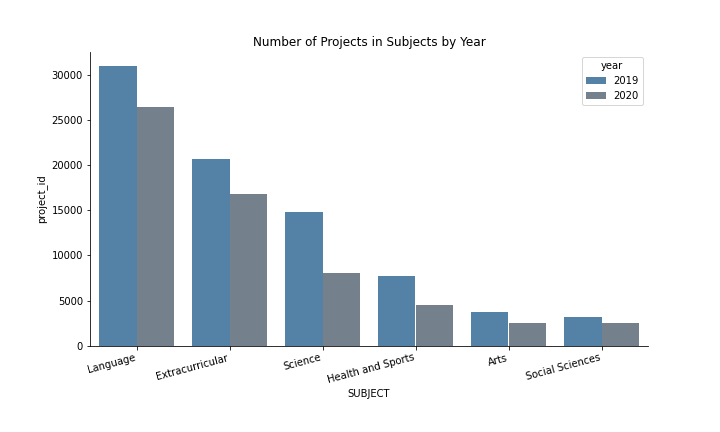 Number of Projects in Subjects by Year
year
2019
2020
project_id
30000
25000
20000
15000
10000
5000
0
Language
Extracurricular
Science
Health and Sports
Arts
Social Sciences
SUBJECT